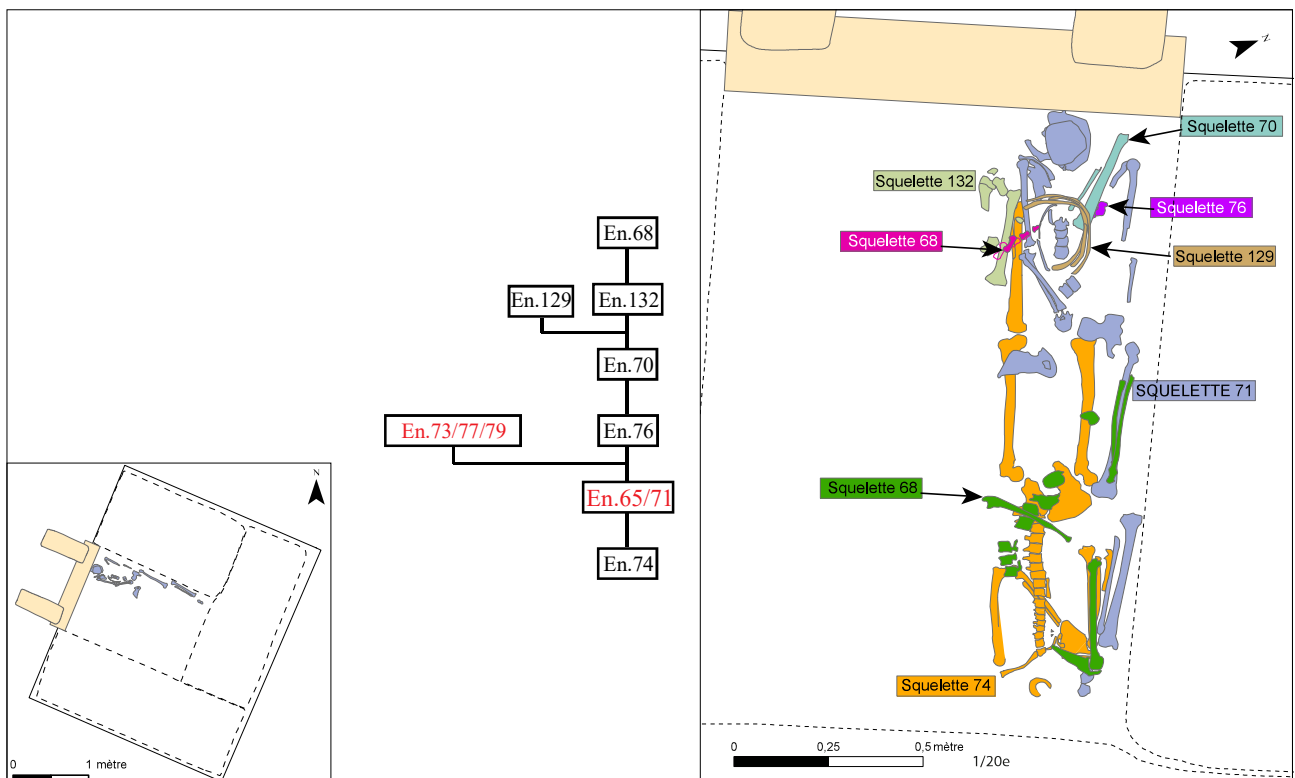 En.68
En.129
En.132
En.70
En.73/77/79
En.76
En.65/71
En.74
N
0
1 mètre
N
Squelette 70
Squelette 132
Squelette 76
Squelette 68
Squelette 129
SQUELETTE 71
Squelette 68
Squelette 74
0
0,25
0,5 mètre
1/20e